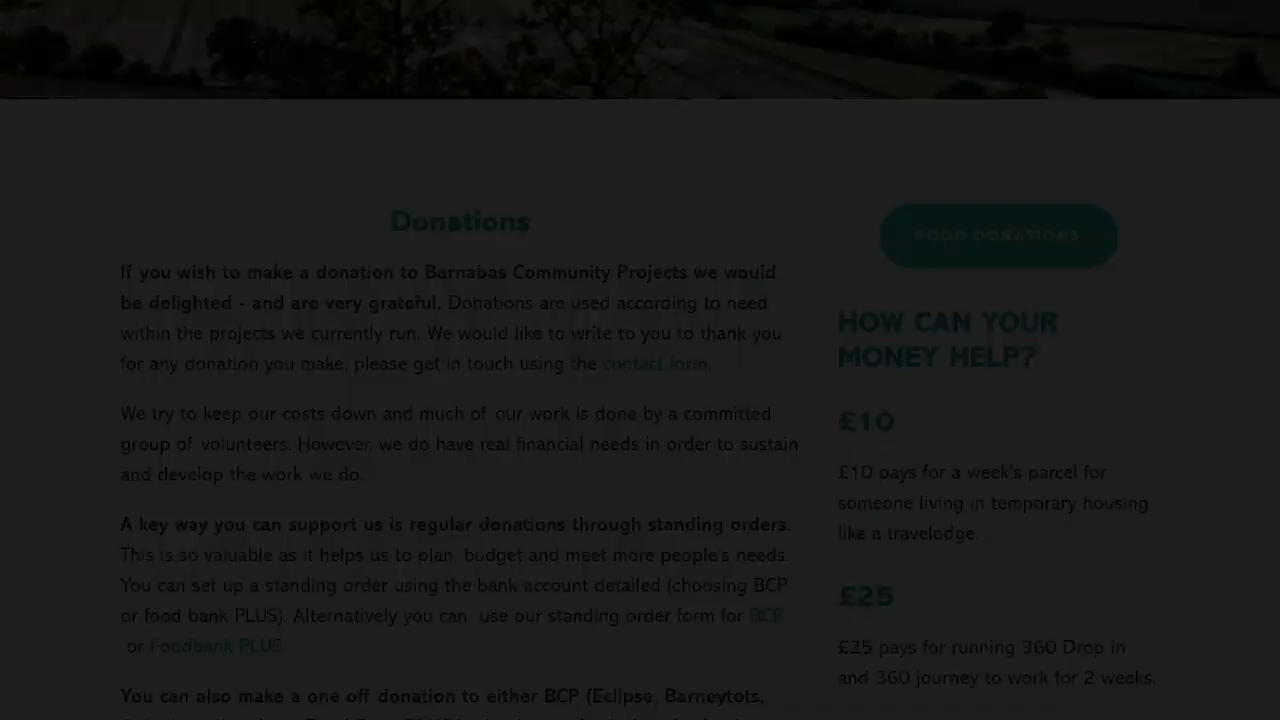 Donations
If you wish to make a donation to Barnabas Community Projects we would
be delighted - and are very grateful. Donations are used according to need
within the projects we currently run. We would like to write to you to thank you
for any donation you make, please get in touch using the contact form.
We try to keep our costs down and much of our work is done by a committed
group of volunteers. However, we do have real financial needs in order to sustain
and develop the work we do.
A key way you can support us is regular donations through standing orders.
This is so valuable as it helps us to plan, budget and meet more people's needs.
You can set up a standing order using the bank account detailed (choosing BCP
or food bank PLUS). Alternatively you can use our standing order form for BCP
or Foodbank PLUS.
You can also make a one off donation to either BCP (Eclipse, Barneytots,
FOOD DONATIONS
HOW CAN YOUR
MONEY HELP?
£10
£10 pays for a week's parcel for
someone living in temporary housing
like a travelodge.
£25
£25 pays for running 360 Drop in
and 360 journey to work for 2 weeks.